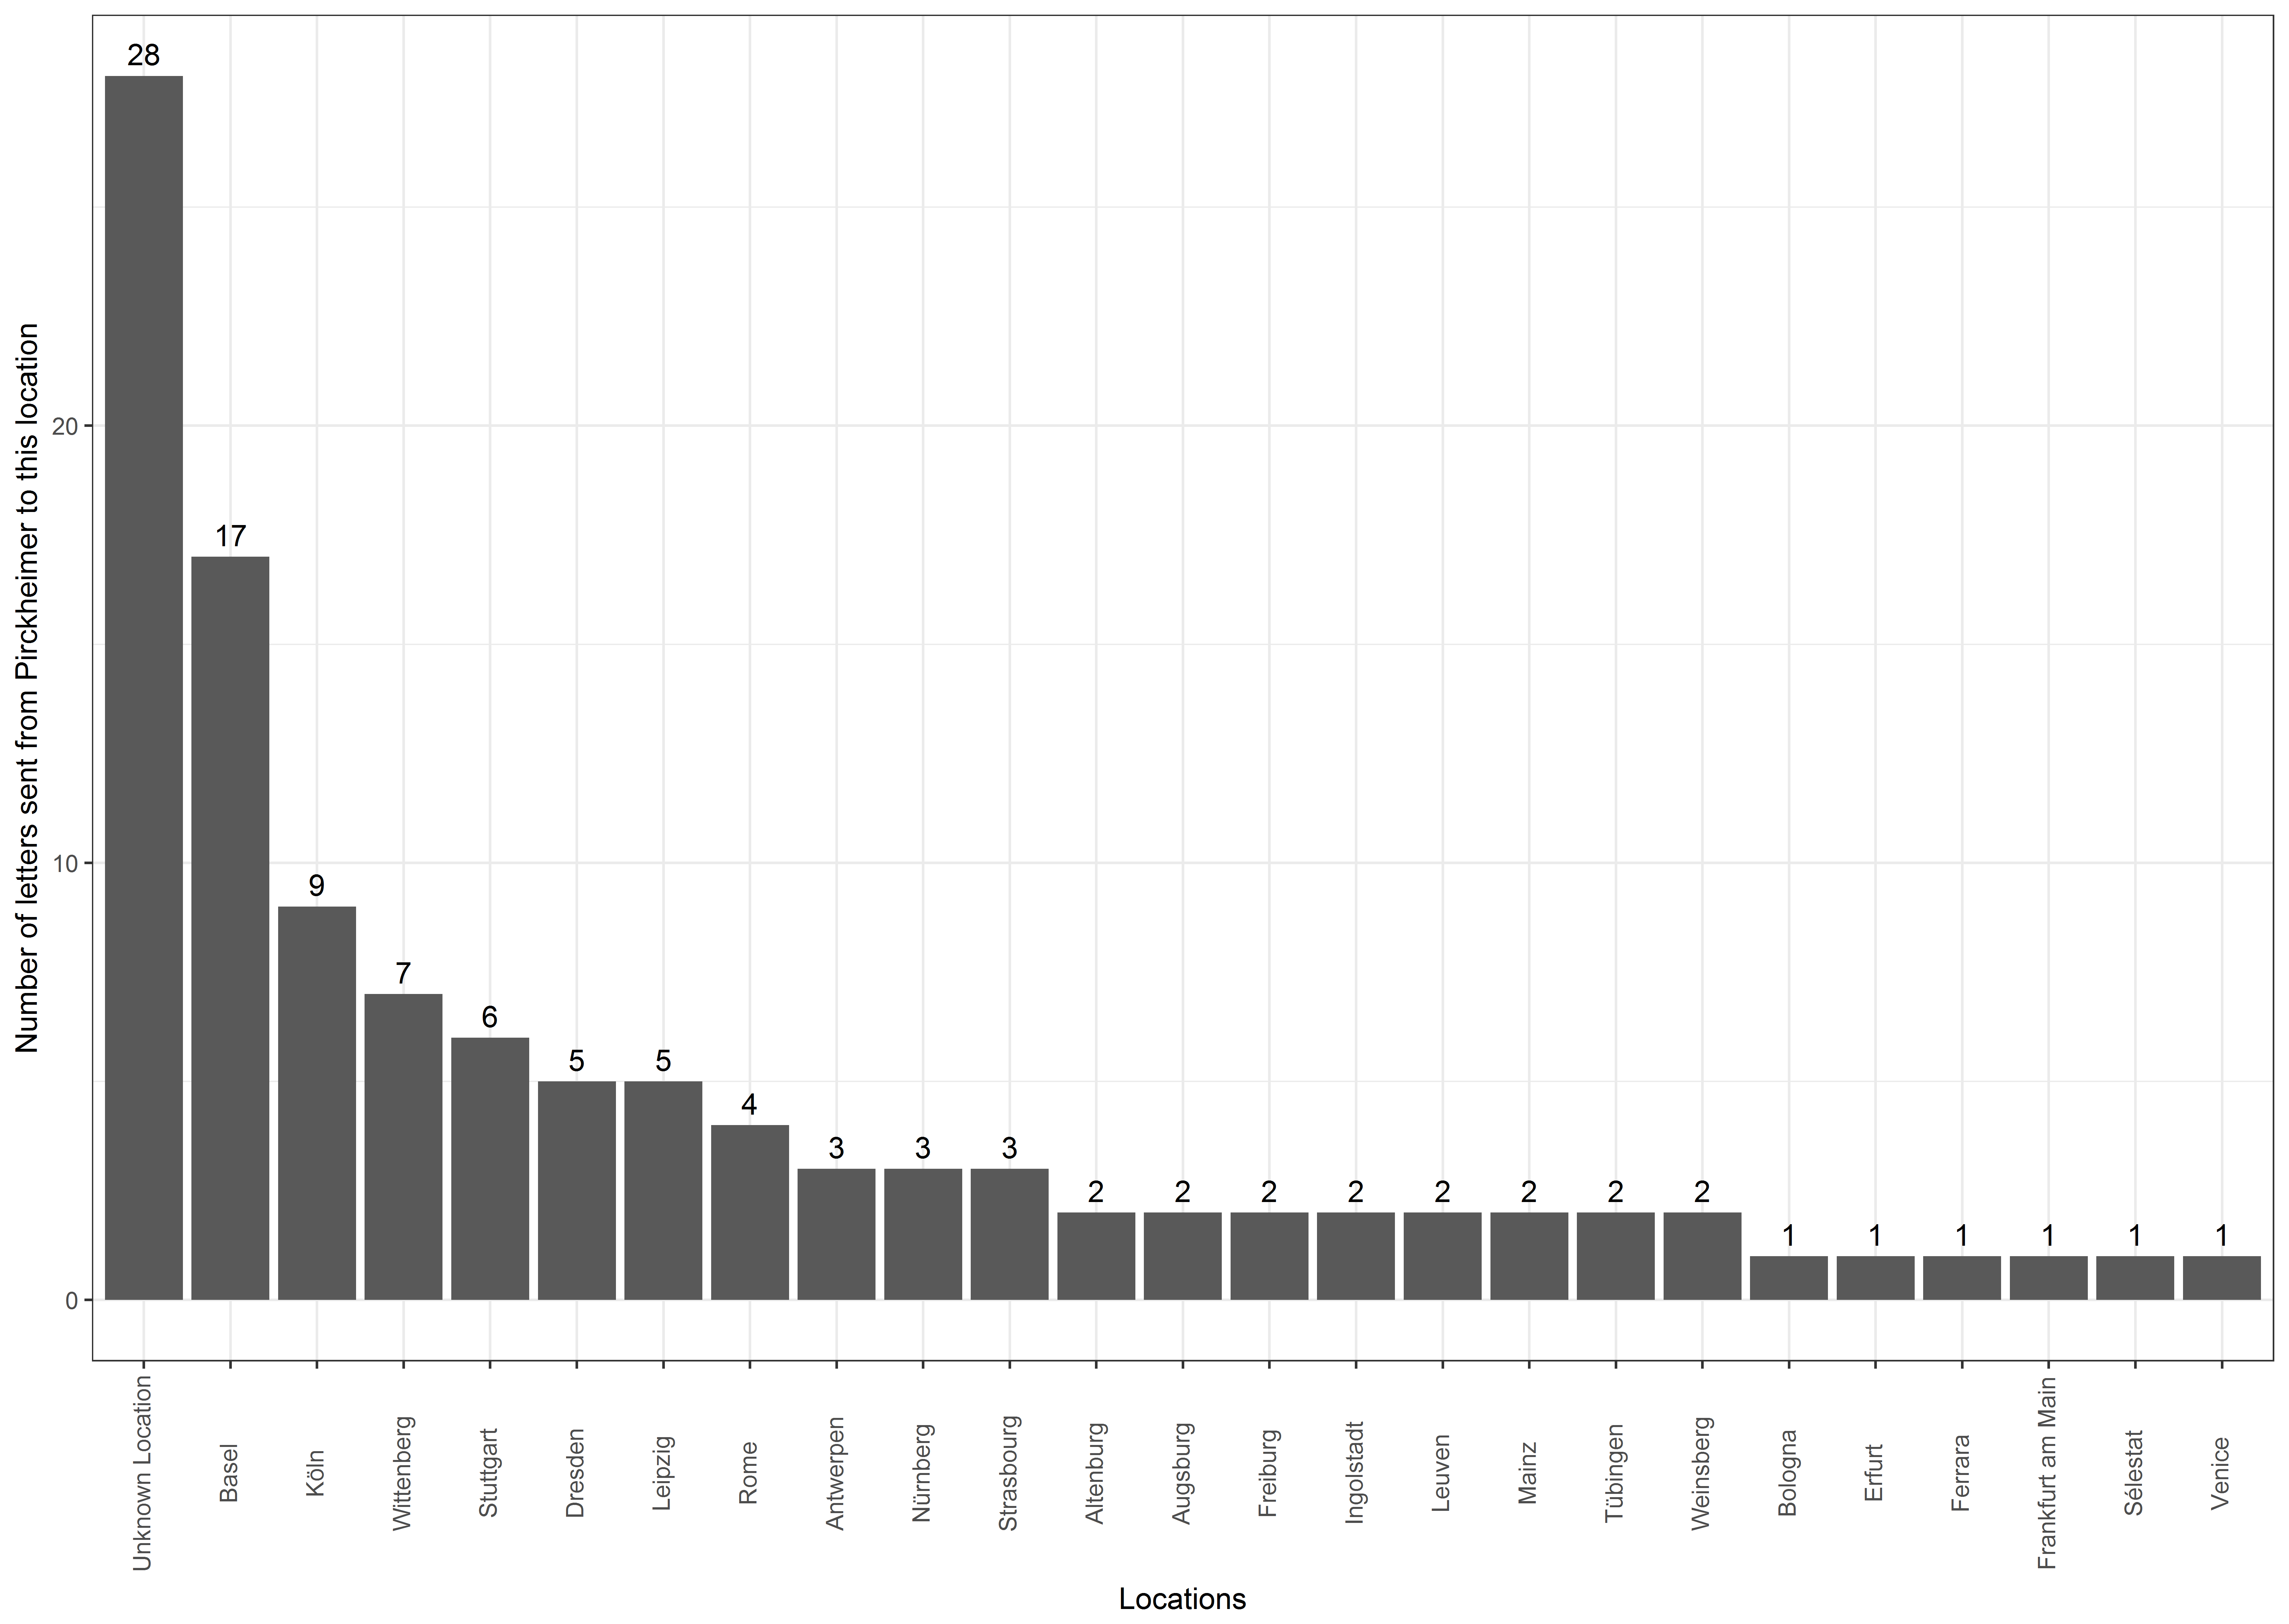 Number of letters sent from Pirckheimer to this location
20
10
0
28
17
9
7
6
5
5
4
3
3
3
2
2
2
2
2
2
2
2
1
1
1
1
1
1
Unknown Location
Basel
Köln
Wittenberg
Stuttgart
Dresden
Leipzig
Rome
Antwerpen
Nürnberg
Strasbourg
Altenburg
Augsburg
Freiburg
Ingolstadt
Leuven
Mainz
Tübingen
Weinsberg
Bologna
Erfurt
Ferrara
Frankfurt am Main
Sélestat
Venice
Locations